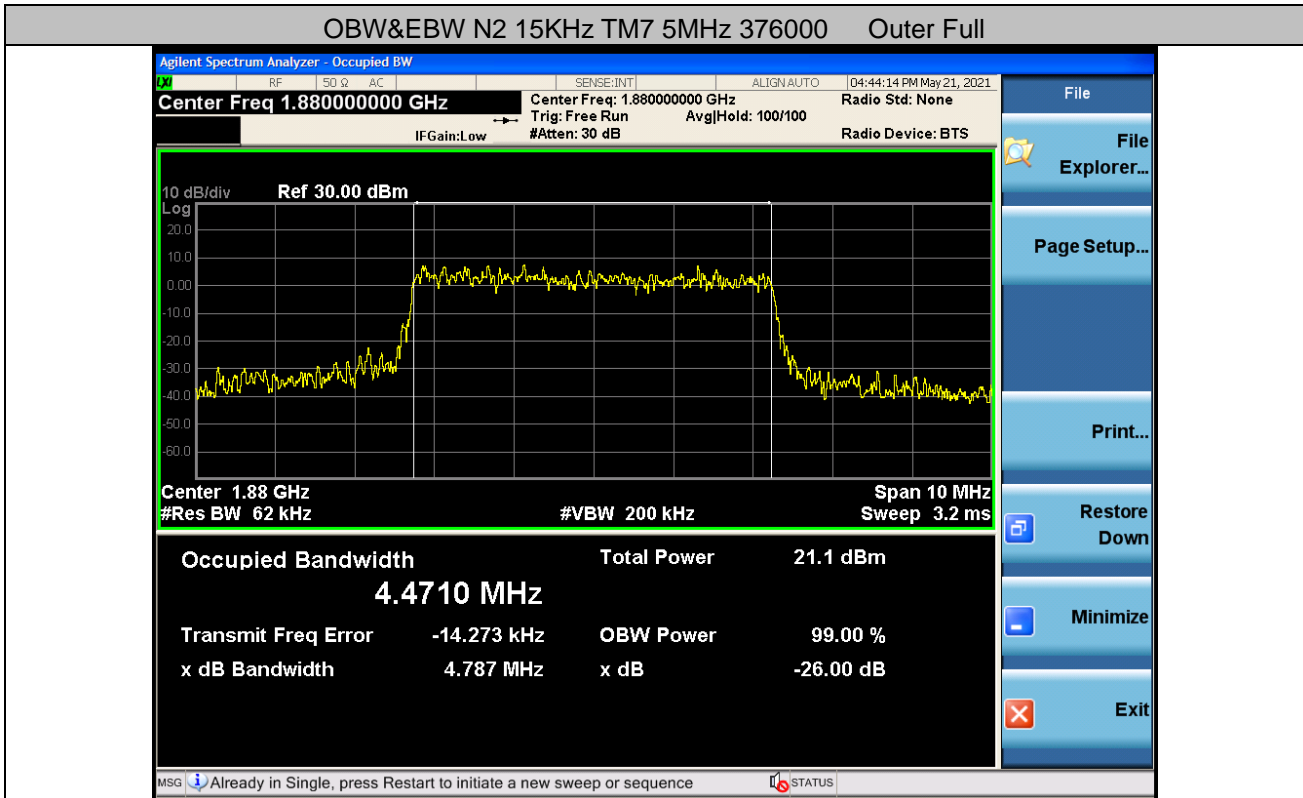 OBW&EBW N2 15KHz TM7 5MHz 376000 Outer Full
Agilent Spectrum Analyzer - Occupied BW
LXI RF 50 Ω AC SENSE:INT ALIGN AUTO 04:44:14 PM May 21, 2021
Center Freq 1.880000000 GHz
Center Freq: 1.880000000 GHz
Radio Std: None
Trig: Free Run Avg|Hold: 100/100
IFGain:Low #Atten: 30 dB Radio Device: BTS
10 dB/div Ref 30.00 dBm
Log
20.0
10.0
0.00
-10.0
-20.0
-30.0
-40.0
-50.0
-60.0
Center 1.88 GHz Span 10 MHz
#Res BW 62 kHz #VBW 200 kHz Sweep 3.2 ms
Occupied Bandwidth Total Power 21.1 dBm
4.4710 MHz
Transmit Freq Error -14.273 kHz OBW Power 99.00 %
x dB Bandwidth 4.787 MHz x dB -26.00 dB
MSG Already in Single, press Restart to initiate a new sweep or sequence STATUS
File
File
Explorer...
Page Setup...
Print...
Restore
Down
Minimize
Exit